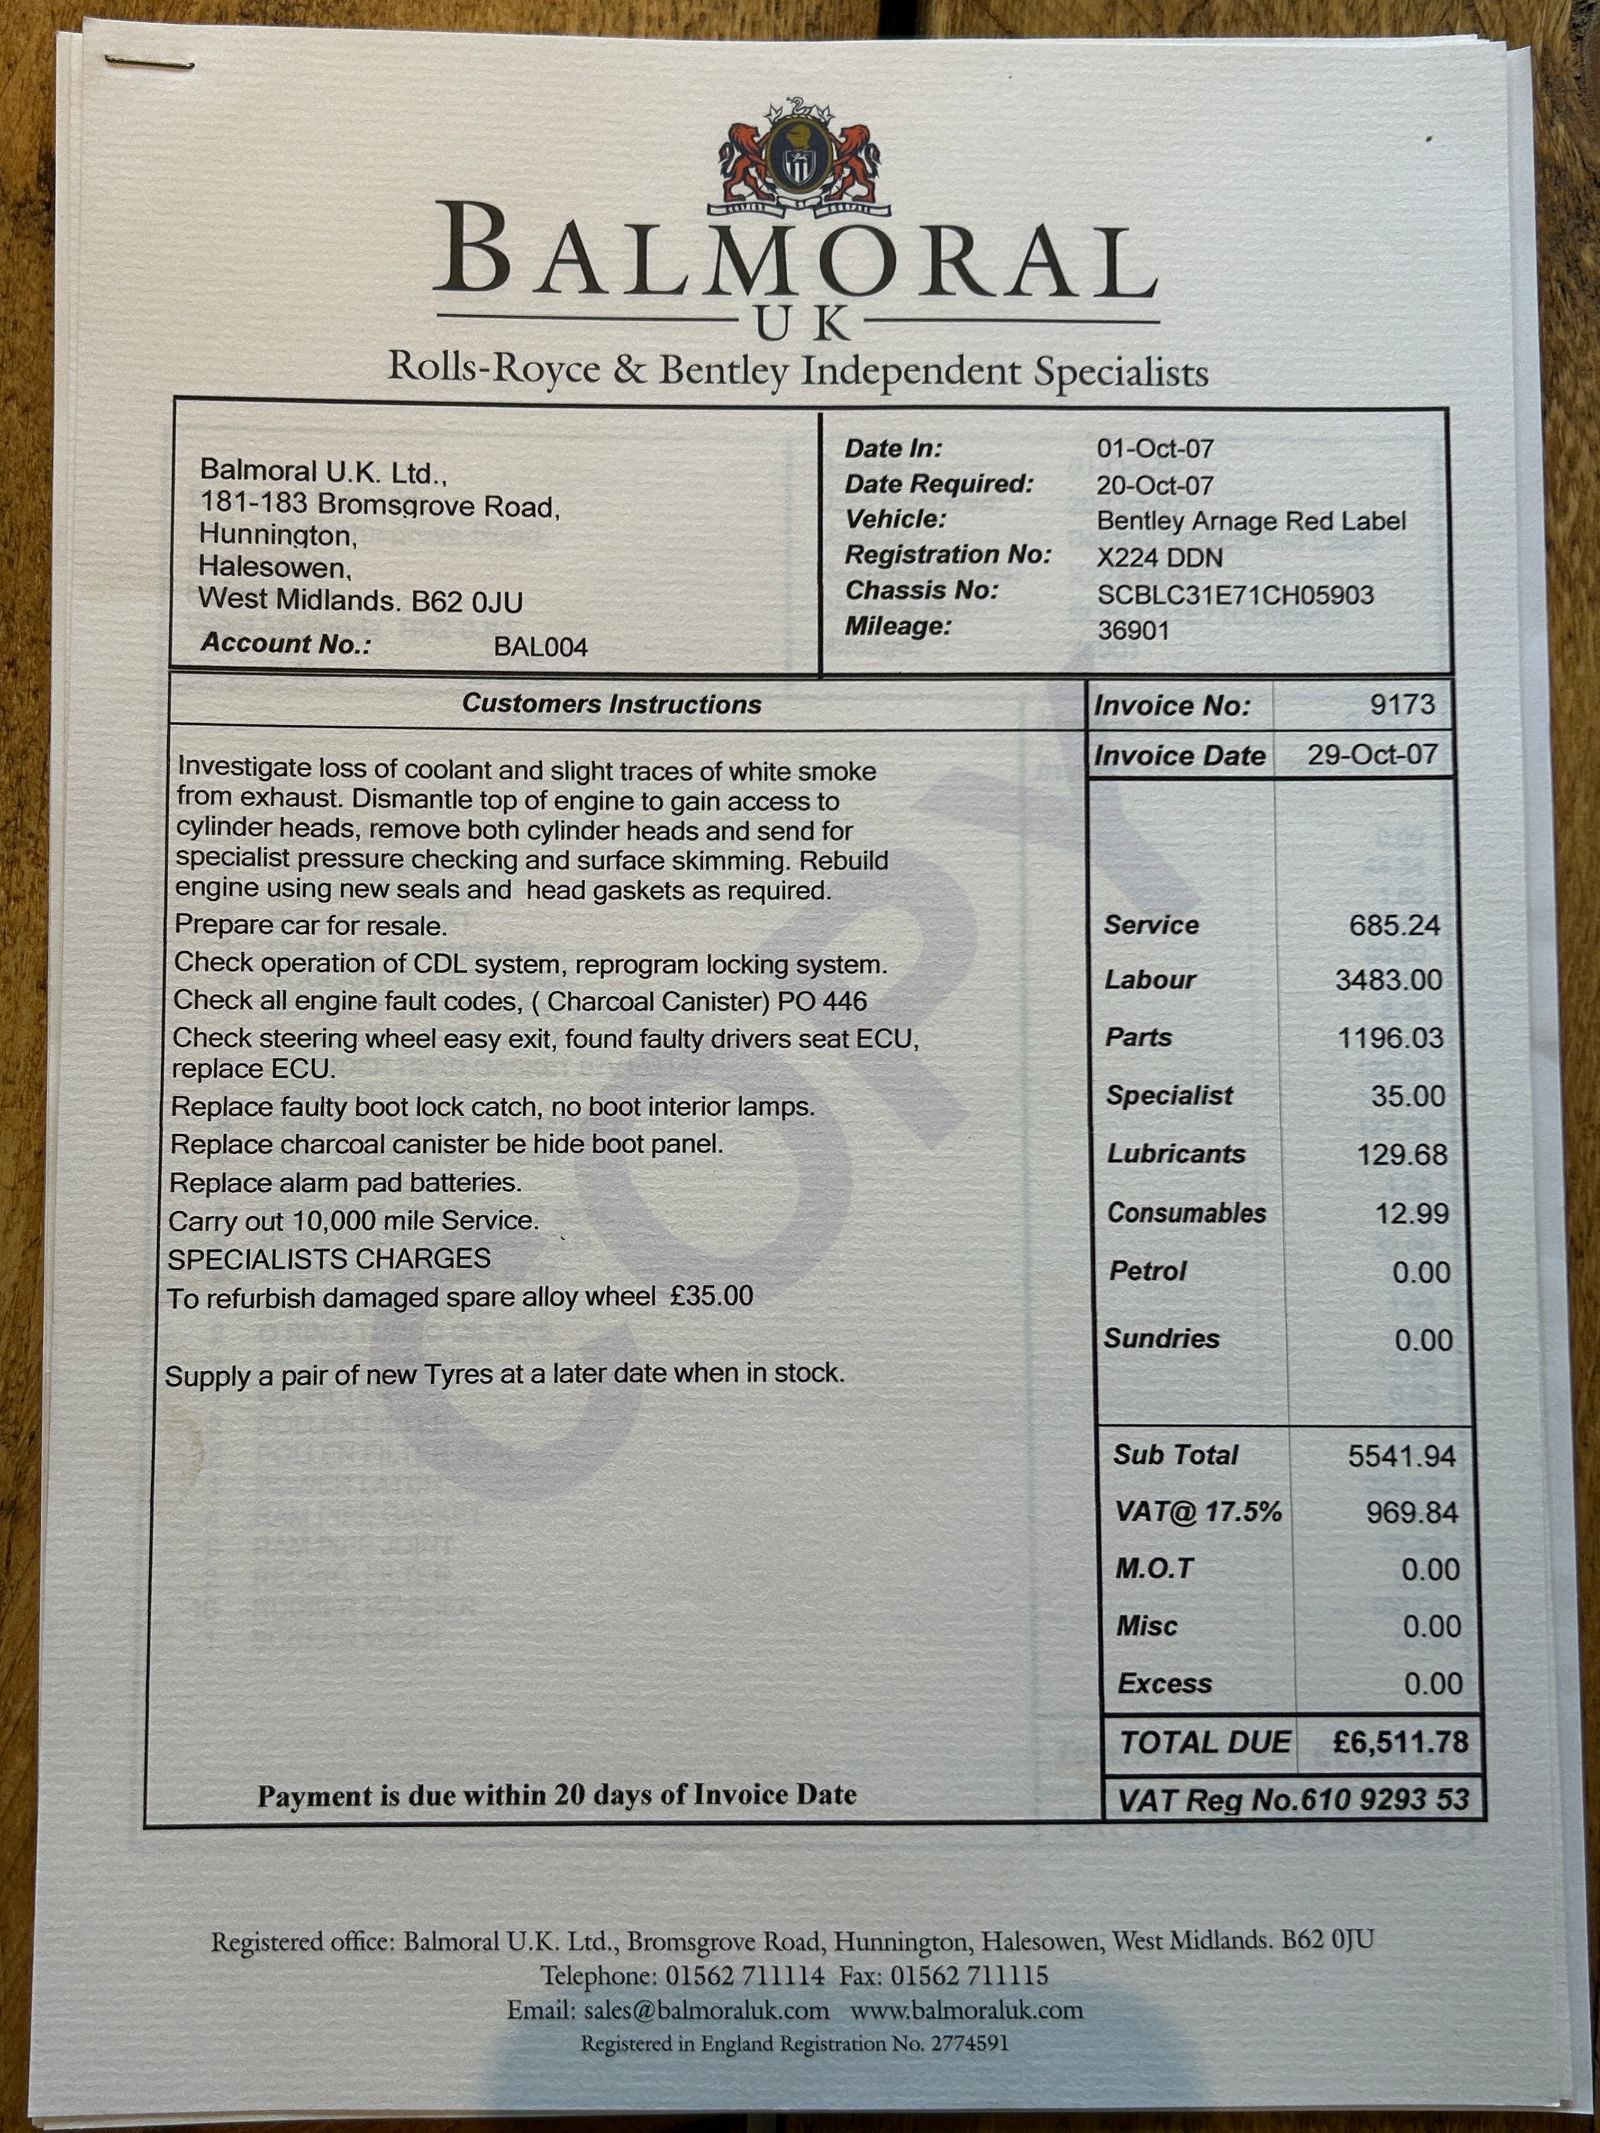 BALMORAL
UK
Rolls-Royce & Bentley Independent Specialists
Balmoral U.K. Ltd.,
181-183 Bromsgrove Road,
Hunnington,
Halesowen,
West Midlands. B62 0JU
Account No.: BAL004
Date In: 01-Oct-07
Date Required: 20-Oct-07
Vehicle: Bentley Arnage Red Label
Registration No: X224 DDN
Chassis No: SCBLC31E71CH05903
Mileage: 36901
Customers Instructions
Invoice No: 9173
Invoice Date 29-Oct-07
Investigate loss of coolant and slight traces of white smoke
from exhaust. Dismantle top of engine to gain access to
cylinder heads, remove both cylinder heads and send for
specialist pressure checking and surface skimming. Rebuild
engine using new seals and head gaskets as required.
Prepare car for resale.
Check operation of CDL system, reprogram locking system.
Check all engine fault codes, ( Charcoal Canister) PO 446
Check steering wheel easy exit, found faulty drivers seat ECU,
replace ECU.
Replace faulty boot lock catch, no boot interior lamps.
Replace charcoal canister be hide boot panel.
Replace alarm pad batteries.
Carry out 10,000 mile Service.
SPECIALISTS CHARGES
To refurbish damaged spare alloy wheel £35.00
Supply a pair of new Tyres at a later date when in stock.
COPY
Service 685.24
Labour 3483.00
Parts 1196.03
Specialist 35.00
Lubricants 129.68
Consumables 12.99
Petrol 0.00
Sundries 0.00
Sub Total 5541.94
VAT@ 17.5% 969.84
M.O.T 0.00
Misc 0.00
Excess 0.00
TOTAL DUE £6,511.78
Payment is due within 20 days of Invoice Date
VAT Reg No.610 9293 53
Registered office: Balmoral U.K. Ltd., Bromsgrove Road, Hunnington, Halesowen, West Midlands. B62 0JU
Telephone: 01562 711114 Fax: 01562 711115
Email: sales@balmoraluk.com www.balmoraluk.com
Registered in England Registration No. 2774591